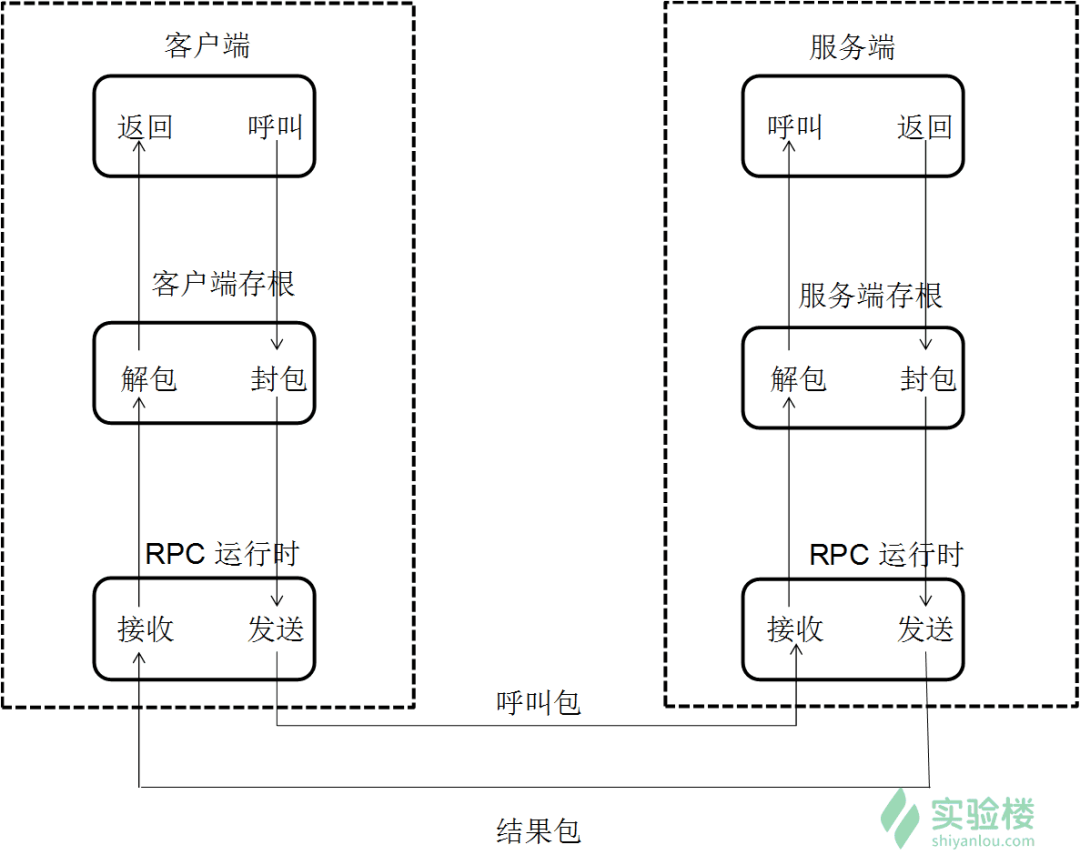 客户端
返回 呼叫
客户端存根
解包 封包
RPC 运行时
接收 发送
服务端
呼叫 返回
服务端存根
解包 封包
RPC 运行时
接收 发送
呼叫包
结果包
实验楼
shiyanlou.com